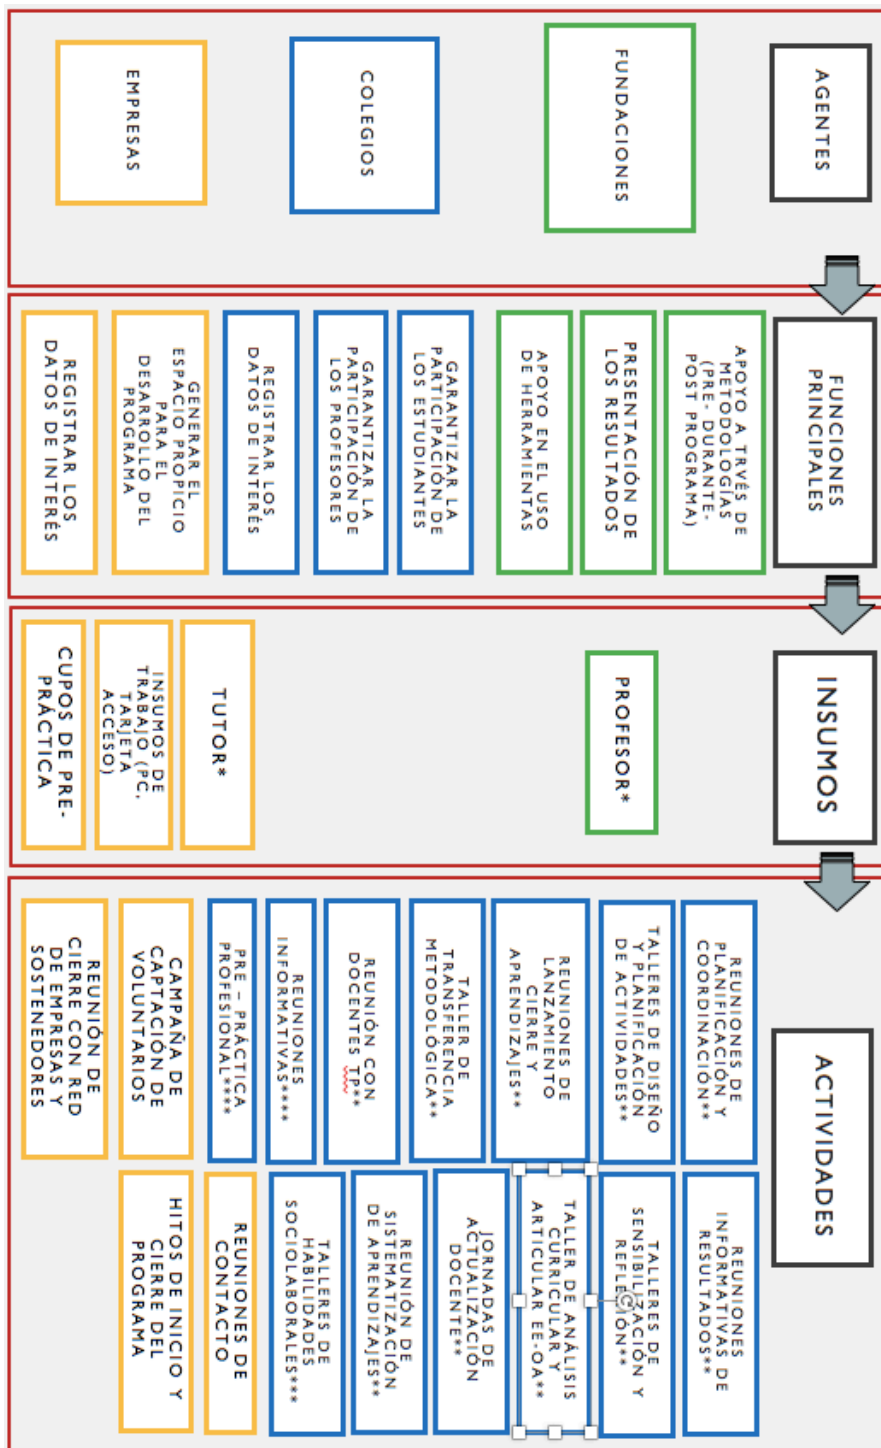 AGENTES
FUNDACIONES
COLEGIOS
EMPRESAS
FUNCIONES
PRINCIPALES
APOYO A TRVÉS DE
METODOLOGÍAS
(PRE- DURANTE-
POST PROGRAMA)
PRESENTACIÓN DE
LOS RESULTADOS
APOYO EN EL USO
DE HERRAMIENTAS
GARANTIZAR LA
PARTICIPACIÓN DE
LOS ESTUDIANTES
GARANTIZAR LA
PARTICIPACIÓN DE
LOS PROFESORES
REGISTRAR LOS
DATOS DE INTERÉS
GENERAR EL
ESPACIO PROPICIO
PARA EL
DESARROLLO DEL
PROGRAMA
REGISTRAR LOS
DATOS DE INTERÉS
INSUMOS
PROFESOR*
TUTOR*
INSUMOS DE
TRABAJO (PC,
TARJETA
ACCESO)
CUPOS DE PRE-
PRÁCTICA
ACTIVIDADES
REUNIONES DE
PLANIFICACIÓN Y
COORDINACIÓN**
TALLERES DE DISEÑO
Y PLANIFICACIÓN
DE ACTIVIDADES**
REUNIONES DE
LANZAMIENTO
CIERRE Y
APRENDIZAJES**
TALLER DE
TRANSFERENCIA
METODOLÓGICA**
REUNIÓN CON
DOCENTES TP**
REUNIONES
INFORMATIVAS****
PRE – PRÁCTICA
PROFESIONAL****
CAMPAÑA DE
CAPTACIÓN DE
VOLUNTARIOS
REUNIÓN DE
CIERRE CON RED
DE EMPRESAS Y
SOSTENEDORES
REUNIONES
INFORMATIVAS DE
RESULTADOS**
TALLERES DE
SENSIBILIZACIÓN Y
REFLEXIÓN**
TALLER DE ANÁLISIS
CURRICULAR Y
ARTICULAR EE-OA**
JORNADAS DE
ACTUALIZACIÓN
DOCENTE**
REUNIÓN DE
SISTEMATIZACIÓN
DE APRENDIZAJES**
TALLERES DE
HABILIDADES
SOCIOLABORALES***
REUNIONES DE
CONTACTO
HITOS DE INICIO Y
CIERRE DEL
PROGRAMA